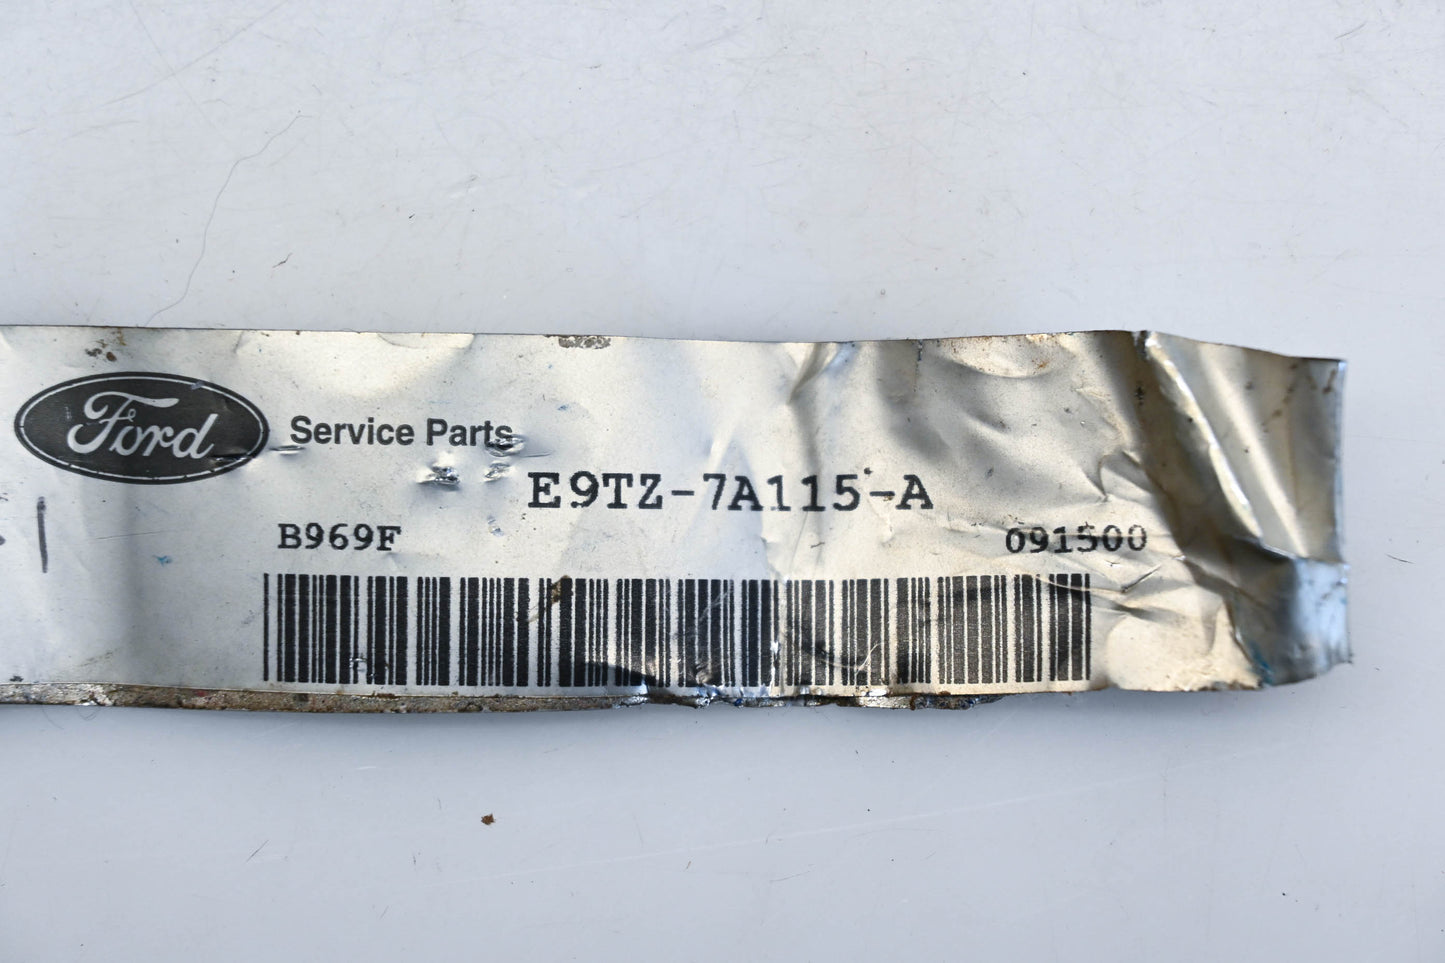 Ford
Service Parts
E9TZ-7A115-A
B969F
091500